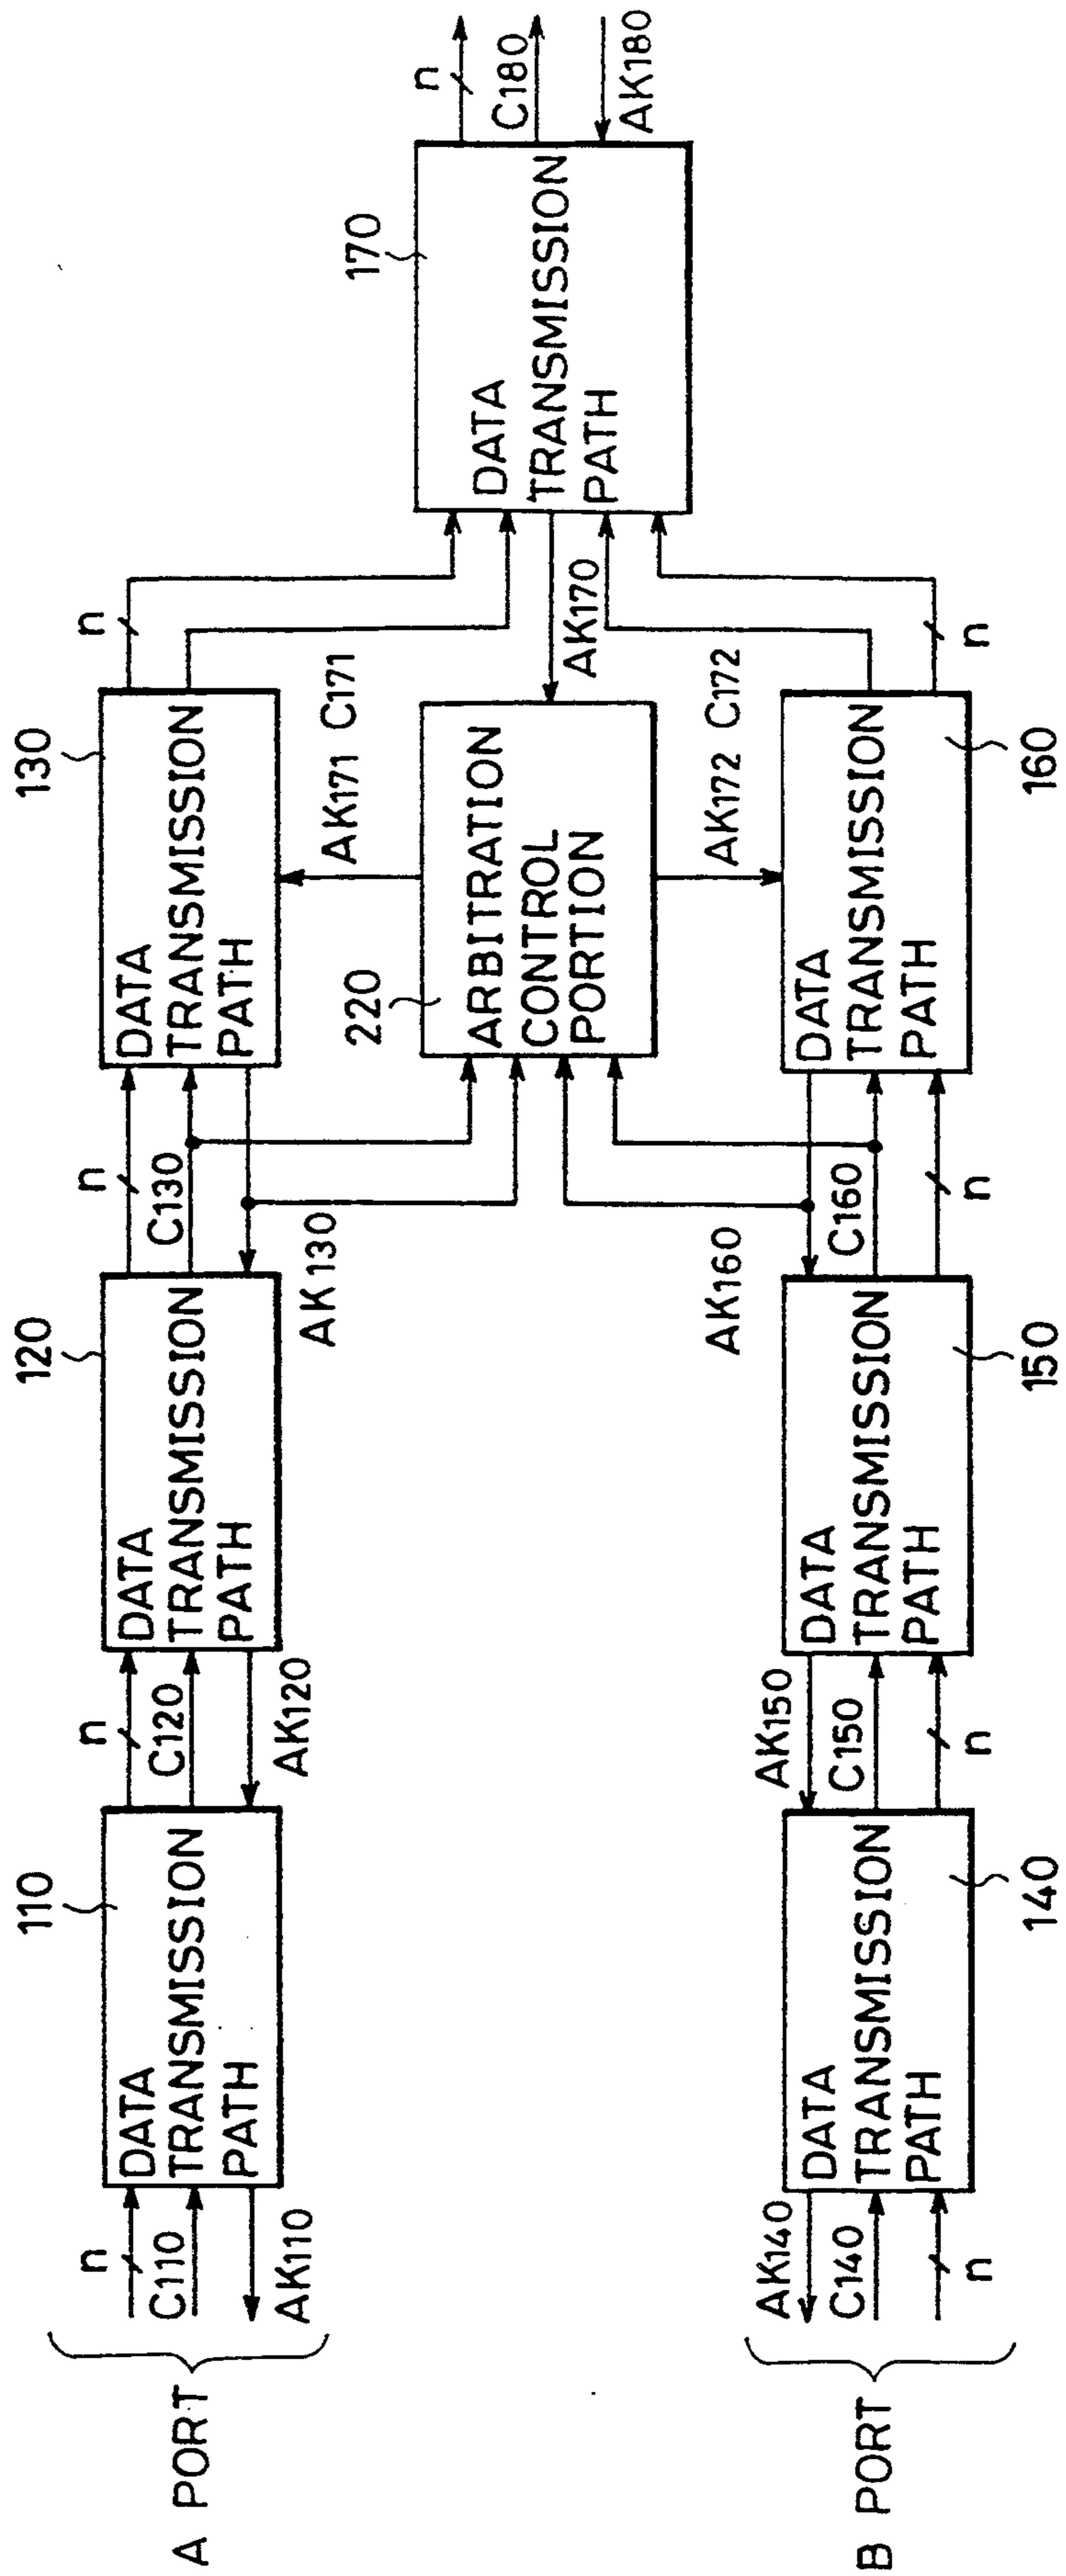 A PORT
n
C110
AK110
110
DATA
TRANSMISSION
PATH
n
C120
AK120
120
DATA
TRANSMISSION
PATH
n
C130
AK130
130
DATA
TRANSMISSION
PATH
n
AK171 C171
220
ARBITRATION
CONTROL
PORTION
AK170
AK172 C172
170
DATA
TRANSMISSION
PATH
n
C180
AK180
B PORT
AK140
C140
n
140
DATA
TRANSMISSION
PATH
AK150
C150
n
150
DATA
TRANSMISSION
PATH
AK160
C160
n
160
DATA
TRANSMISSION
PATH
n